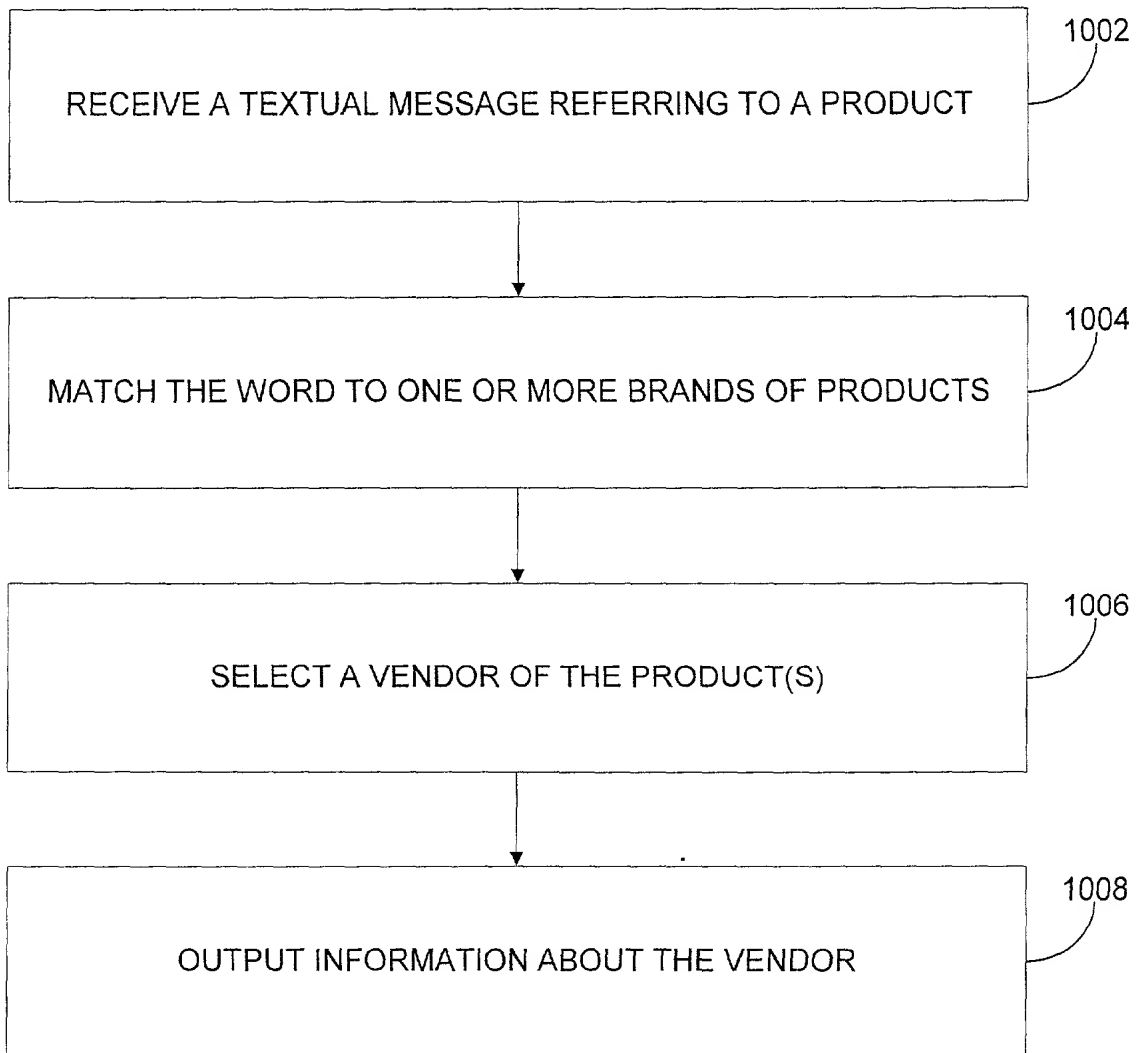 1002
RECEIVE A TEXTUAL MESSAGE REFERRING TO A PRODUCT
1004
MATCH THE WORD TO ONE OR MORE BRANDS OF PRODUCTS
1006
SELECT A VENDOR OF THE PRODUCT(S)
1008
OUTPUT INFORMATION ABOUT THE VENDOR